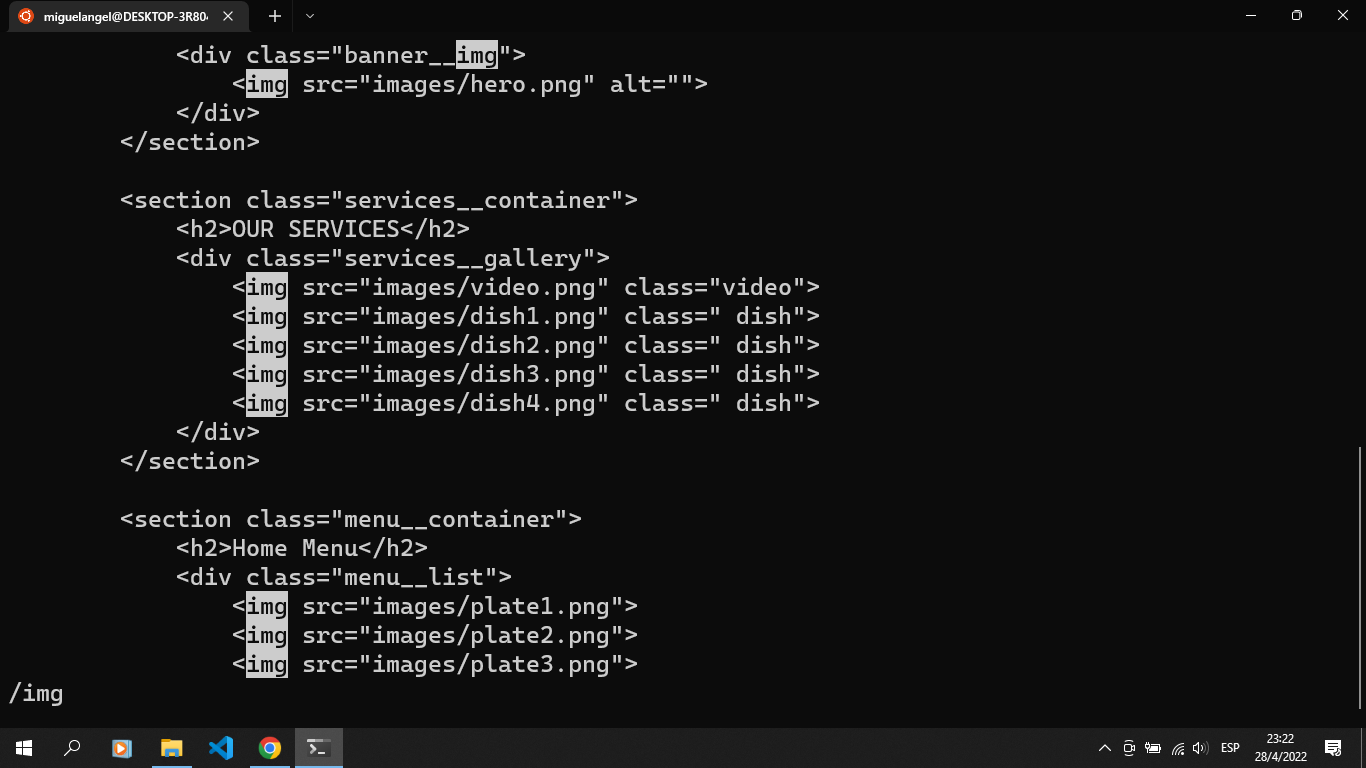 miguelangel@DESKTOP-3R80
<div class="banner__img">
<img src="images/hero.png" alt="">
</div>
</section>
<section class="services__container">
<h2>OUR SERVICES</h2>
<div class="services__gallery">
<img src="images/video.png" class="video">
<img src="images/dish1.png" class=" dish">
<img src="images/dish2.png" class=" dish">
<img src="images/dish3.png" class=" dish">
<img src="images/dish4.png" class=" dish">
</div>
</section>
<section class="menu__container">
<h2>Home Menu</h2>
<div class="menu__list">
<img src="images/plate1.png">
<img src="images/plate2.png">
<img src="images/plate3.png">
/img
ESP
23:22
28/4/2022